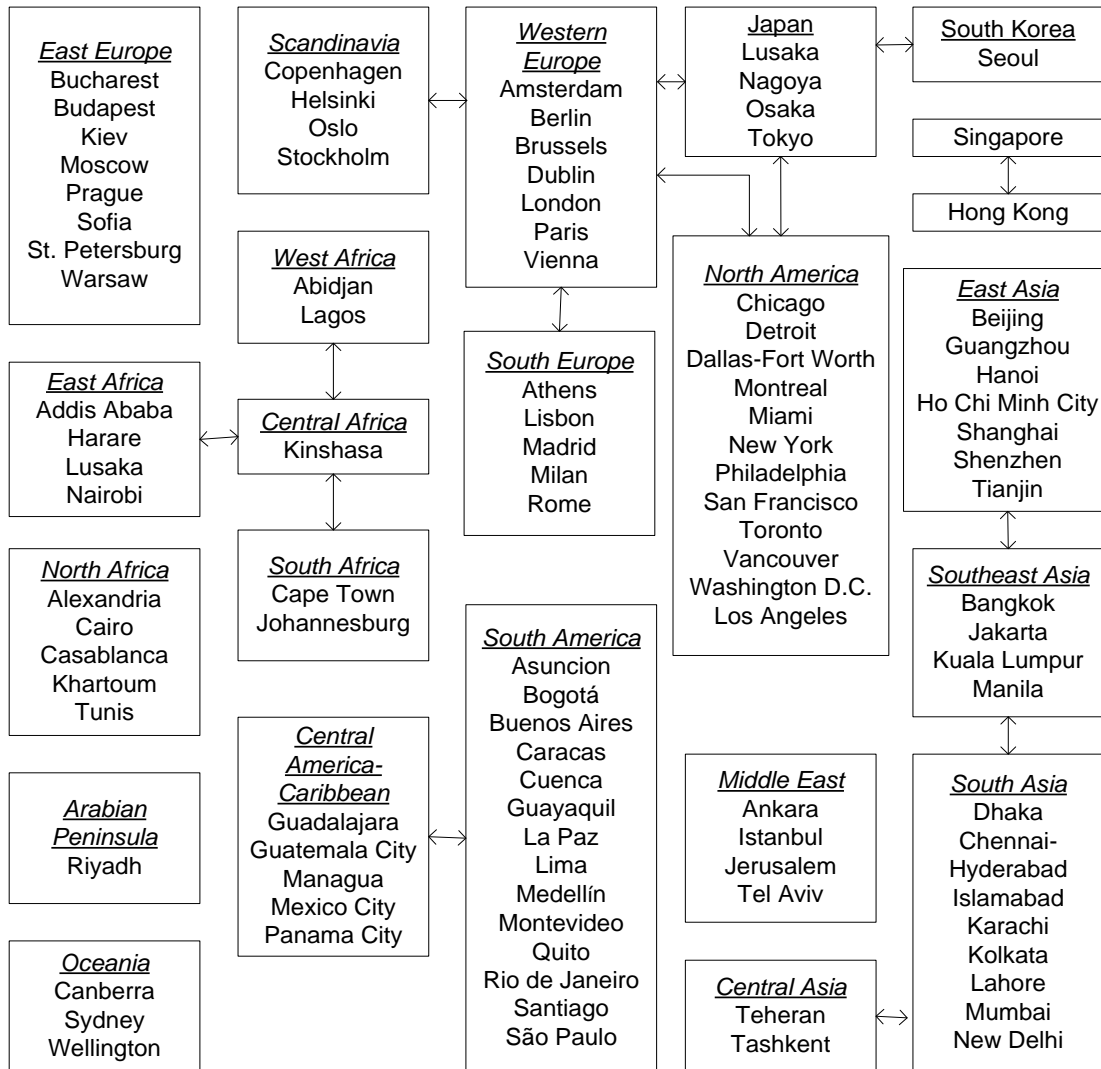 East Europe
Bucharest
Budapest
Kiev
Moscow
Prague
Sofia
St. Petersburg
Warsaw
Scandinavia
Copenhagen
Helsinki
Oslo
Stockholm
Western
Europe
Amsterdam
Berlin
Brussels
Dublin
London
Paris
Vienna
Japan
Lusaka
Nagoya
Osaka
Tokyo
South Korea
Seoul
Singapore
Hong Kong
West Africa
Abidjan
Lagos
North America
Chicago
Detroit
Dallas-Fort Worth
Montreal
Miami
New York
Philadelphia
San Francisco
Toronto
Vancouver
Washington D.C.
Los Angeles
East Asia
Beijing
Guangzhou
Hanoi
Ho Chi Minh City
Shanghai
Shenzhen
Tianjin
East Africa
Addis Ababa
Harare
Lusaka
Nairobi
Central Africa
Kinshasa
South Europe
Athens
Lisbon
Madrid
Milan
Rome
North Africa
Alexandria
Cairo
Casablanca
Khartoum
Tunis
South Africa
Cape Town
Johannesburg
Southeast Asia
Bangkok
Jakarta
Kuala Lumpur
Manila
South America
Asuncion
Bogotá
Buenos Aires
Caracas
Cuenca
Guayaquil
La Paz
Lima
Medellín
Montevideo
Quito
Rio de Janeiro
Santiago
São Paulo
Central
America-
Caribbean
Guadalajara
Guatemala City
Managua
Mexico City
Panama City
Arabian
Peninsula
Riyadh
Middle East
Ankara
Istanbul
Jerusalem
Tel Aviv
South Asia
Dhaka
Chennai-
Hyderabad
Islamabad
Karachi
Kolkata
Lahore
Mumbai
New Delhi
Oceania
Canberra
Sydney
Wellington
Central Asia
Teheran
Tashkent